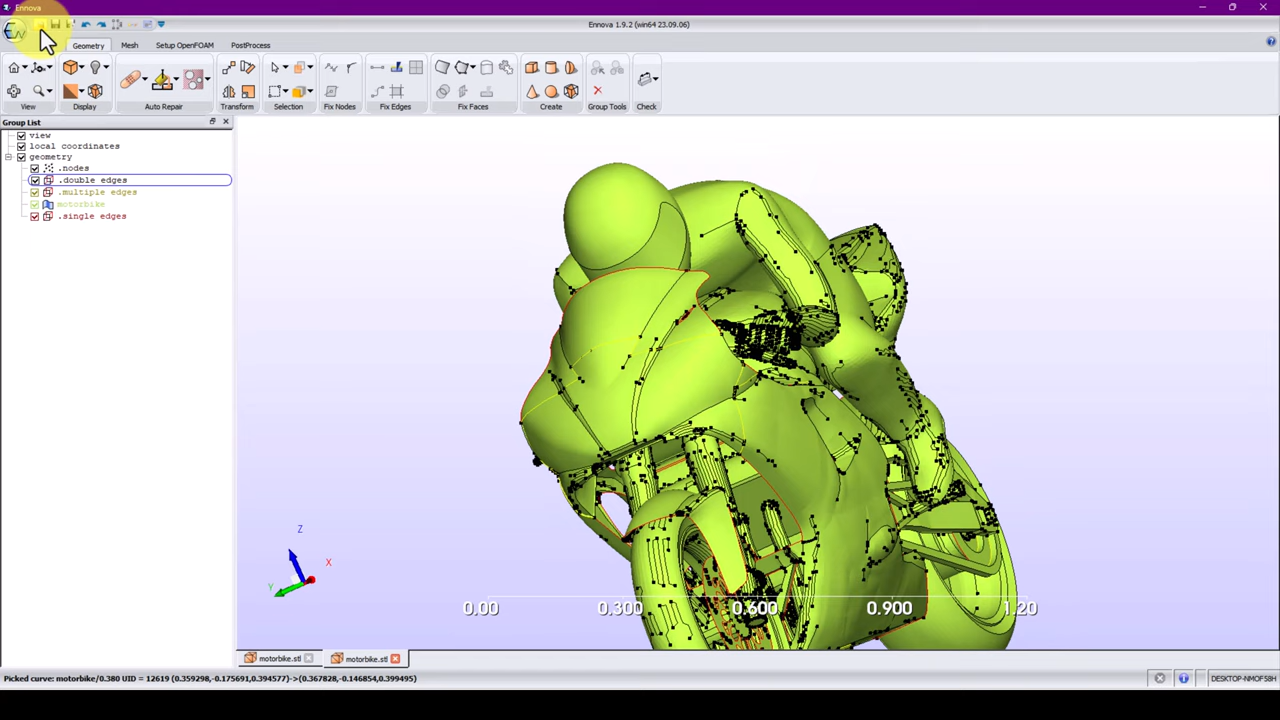 Ennova
Ennova 1.9.2 (win64 23.09.06)
Geometry Mesh Setup OpenFOAM PostProcess
View Display Auto Repair Transform Selection Fix Nodes Fix Edges Fix Faces Create Group Tools Check
Group List
view
local coordinates
geometry
.nodes
.double edges
.multiple edges
motorbike
.single edges
Z
X
Y
0.00 0.300 0.600 0.900 1.20
motorbike.stl motorbike.stl
Picked curve: motorbike/0.380 UID = 12619 (0.359298,-0.175691,0.394577)->(0.367828,-0.146854,0.399495)
DESKTOP-NMOF58H